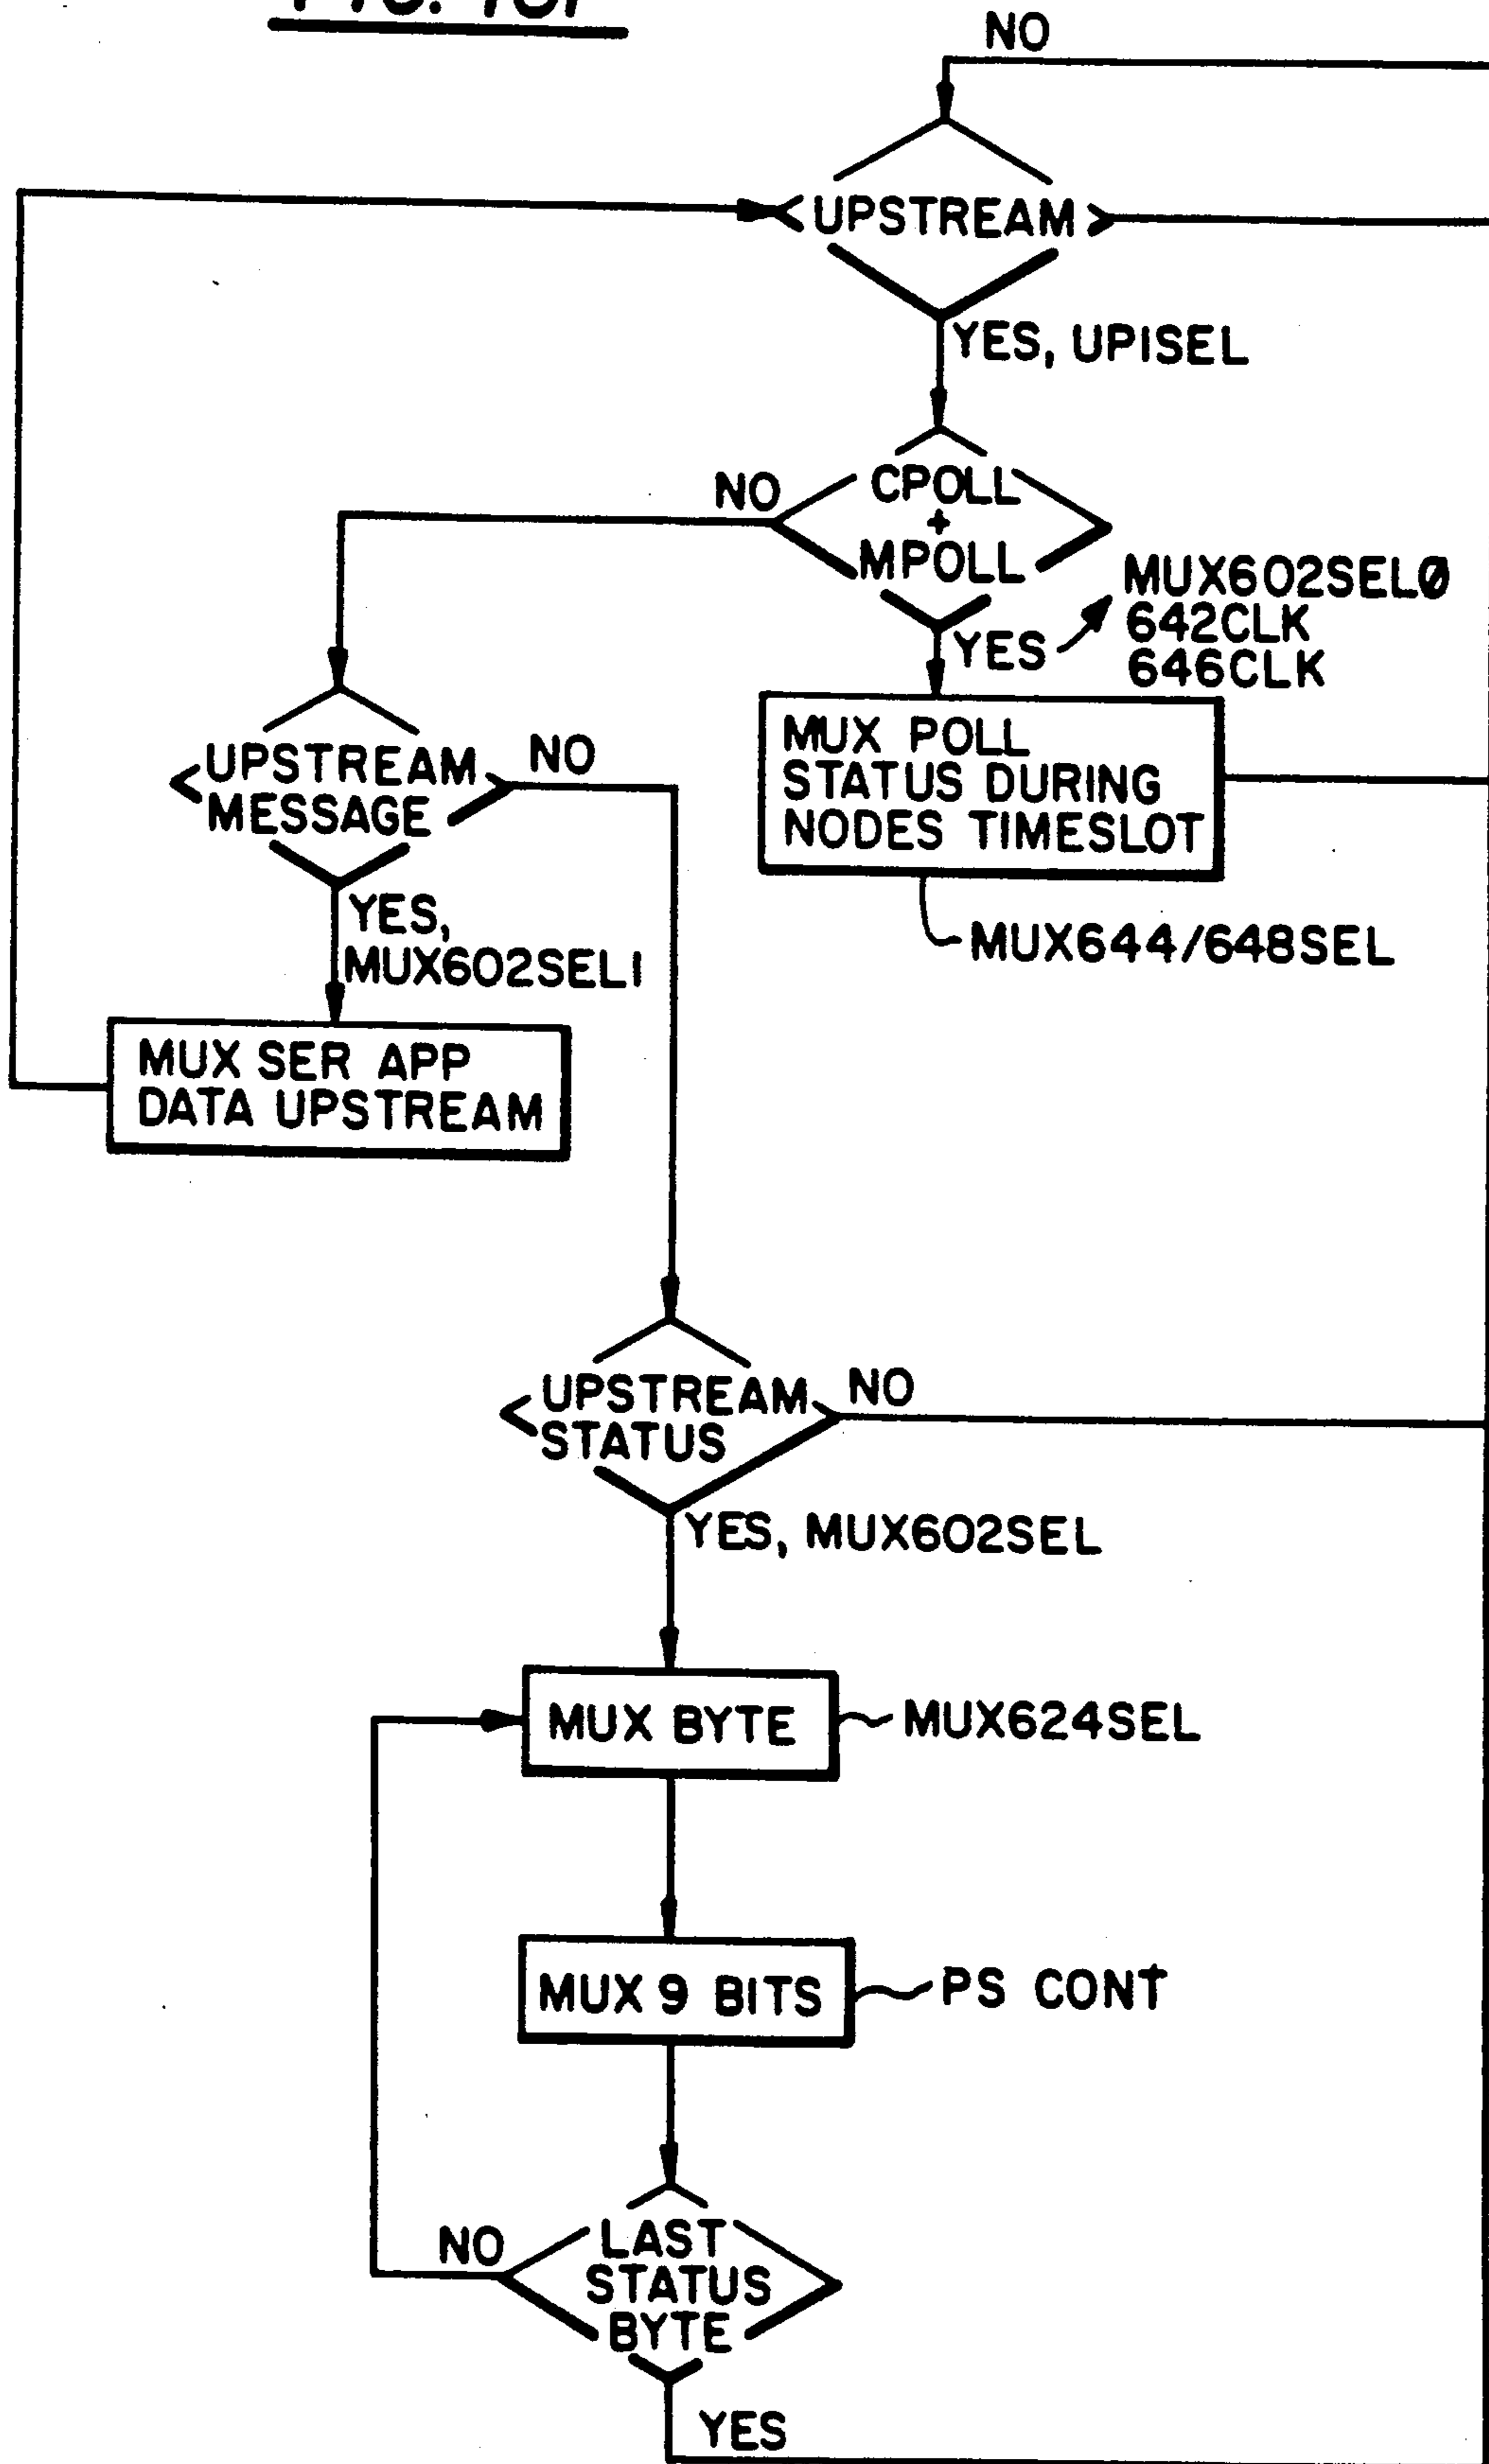 NO
UPSTREAM
YES, UPISEL
NO
CPOLL
+
MPOLL
MUX602SELØ
642CLK
646CLK
YES
MUX POLL
STATUS DURING
NODES TIMESLOT
MUX644/648SEL
UPSTREAM
MESSAGE
NO
YES,
MUX602SEL1
MUX SER APP
DATA UPSTREAM
UPSTREAM
STATUS
NO
YES, MUX602SEL
MUX BYTE
MUX624SEL
MUX 9 BITS
PS CONT
NO
LAST
STATUS
BYTE
YES